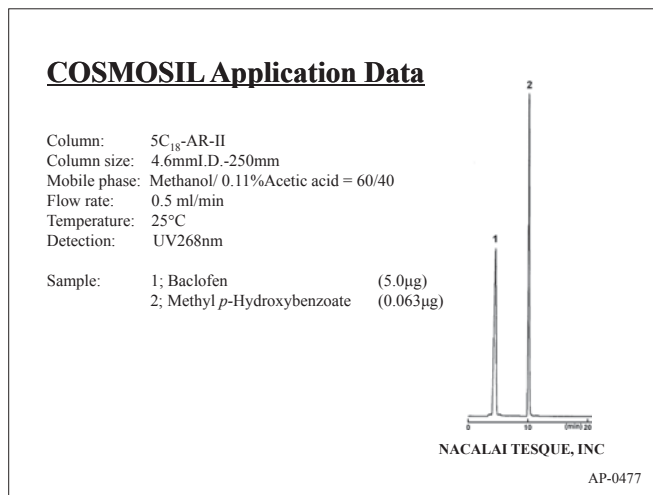 COSMOSIL Application Data
Column: 5C18-AR-II
Column size: 4.6mmI.D.-250mm
Mobile phase: Methanol/ 0.11%Acetic acid = 60/40
Flow rate: 0.5 ml/min
Temperature: 25°C
Detection: UV268nm
Sample: 1; Baclofen (5.0μg)
2; Methyl p-Hydroxybenzoate (0.063μg)
2
1
0 10 (min) 20
NACALAI TESQUE, INC
AP-0477